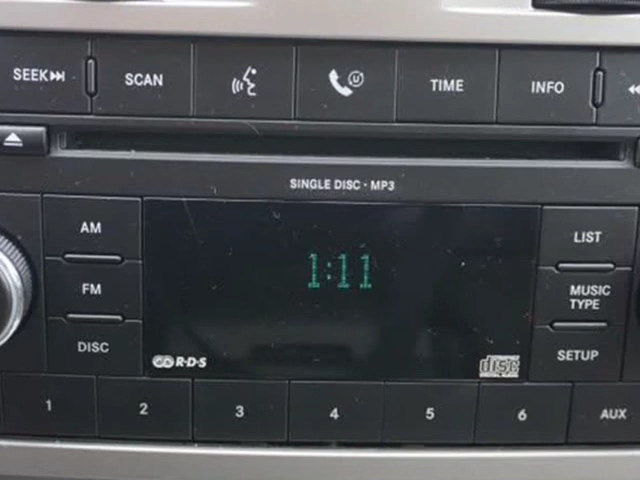 SEEK SCAN TIME INFO
SINGLE DISC · MP3
AM LIST
1:11
FM MUSIC TYPE
DISC SETUP
R·D·S disc
1 2 3 4 5 6 AUX